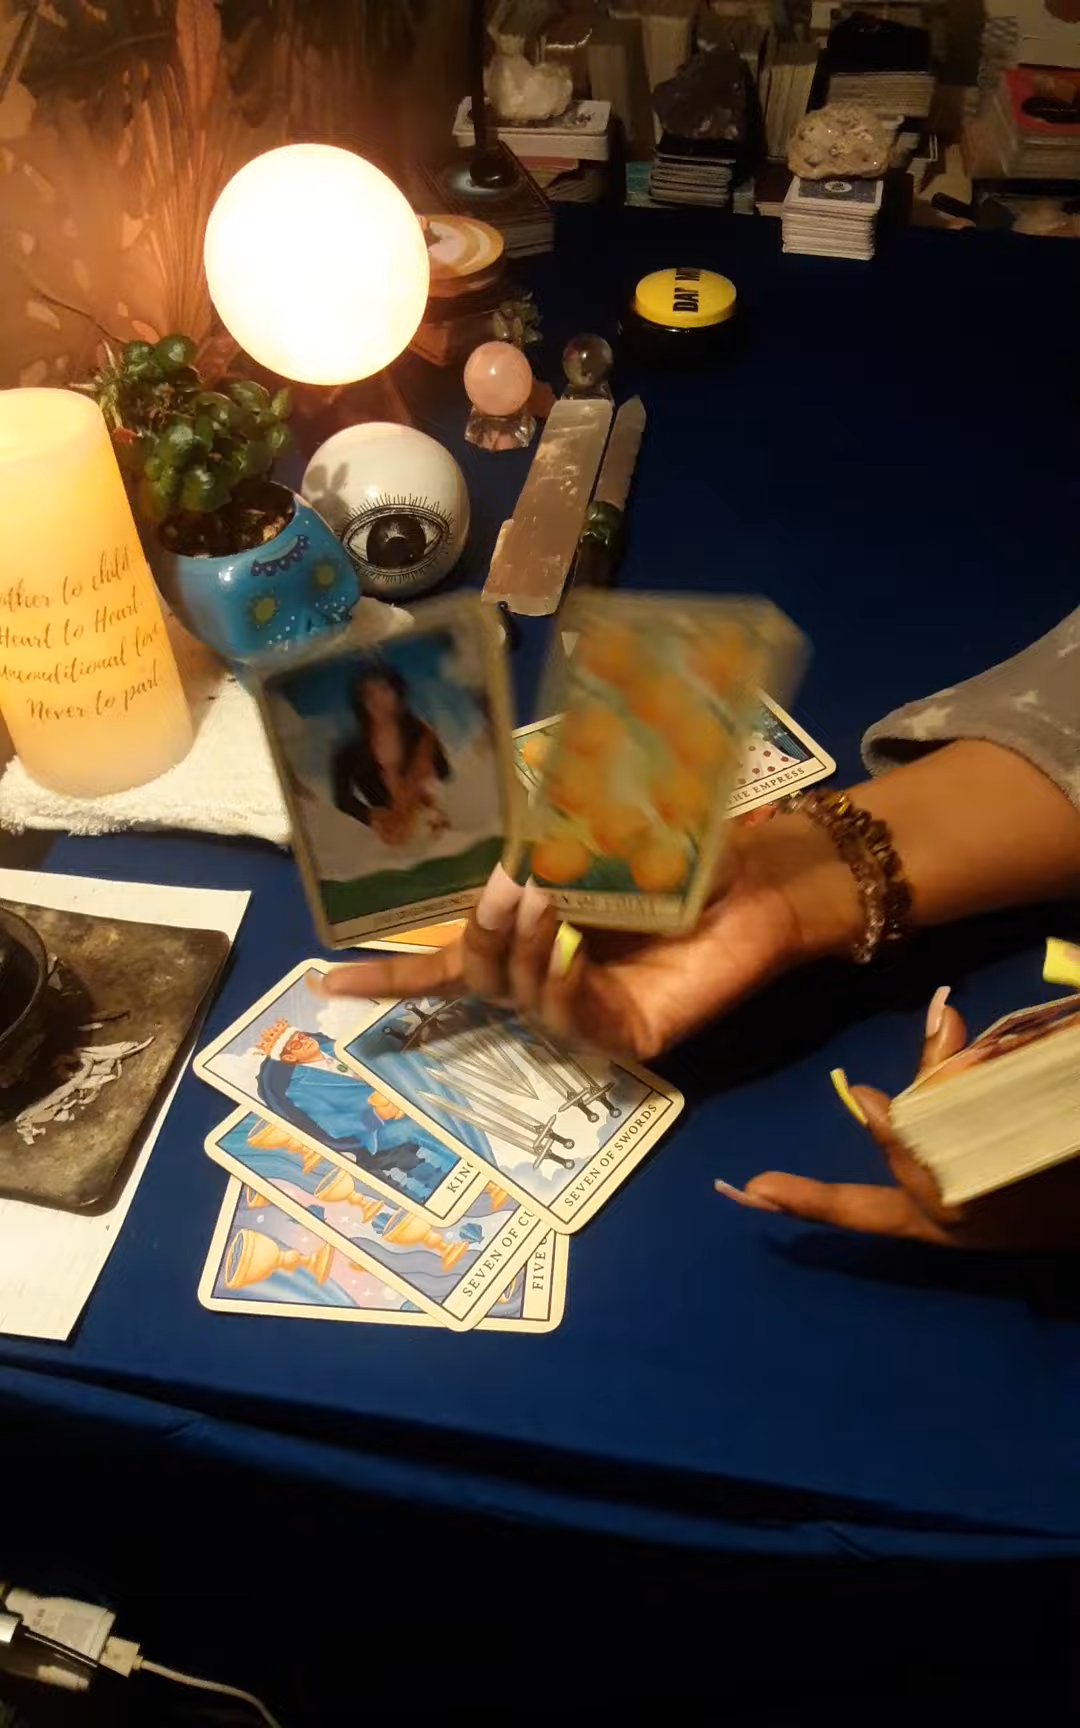 DAY
other to child
Heart to Heart
unconditional love
Never to part.
THE EMPRESS
KING
SEVEN OF SWORDS
SEVEN OF CU
FIVE